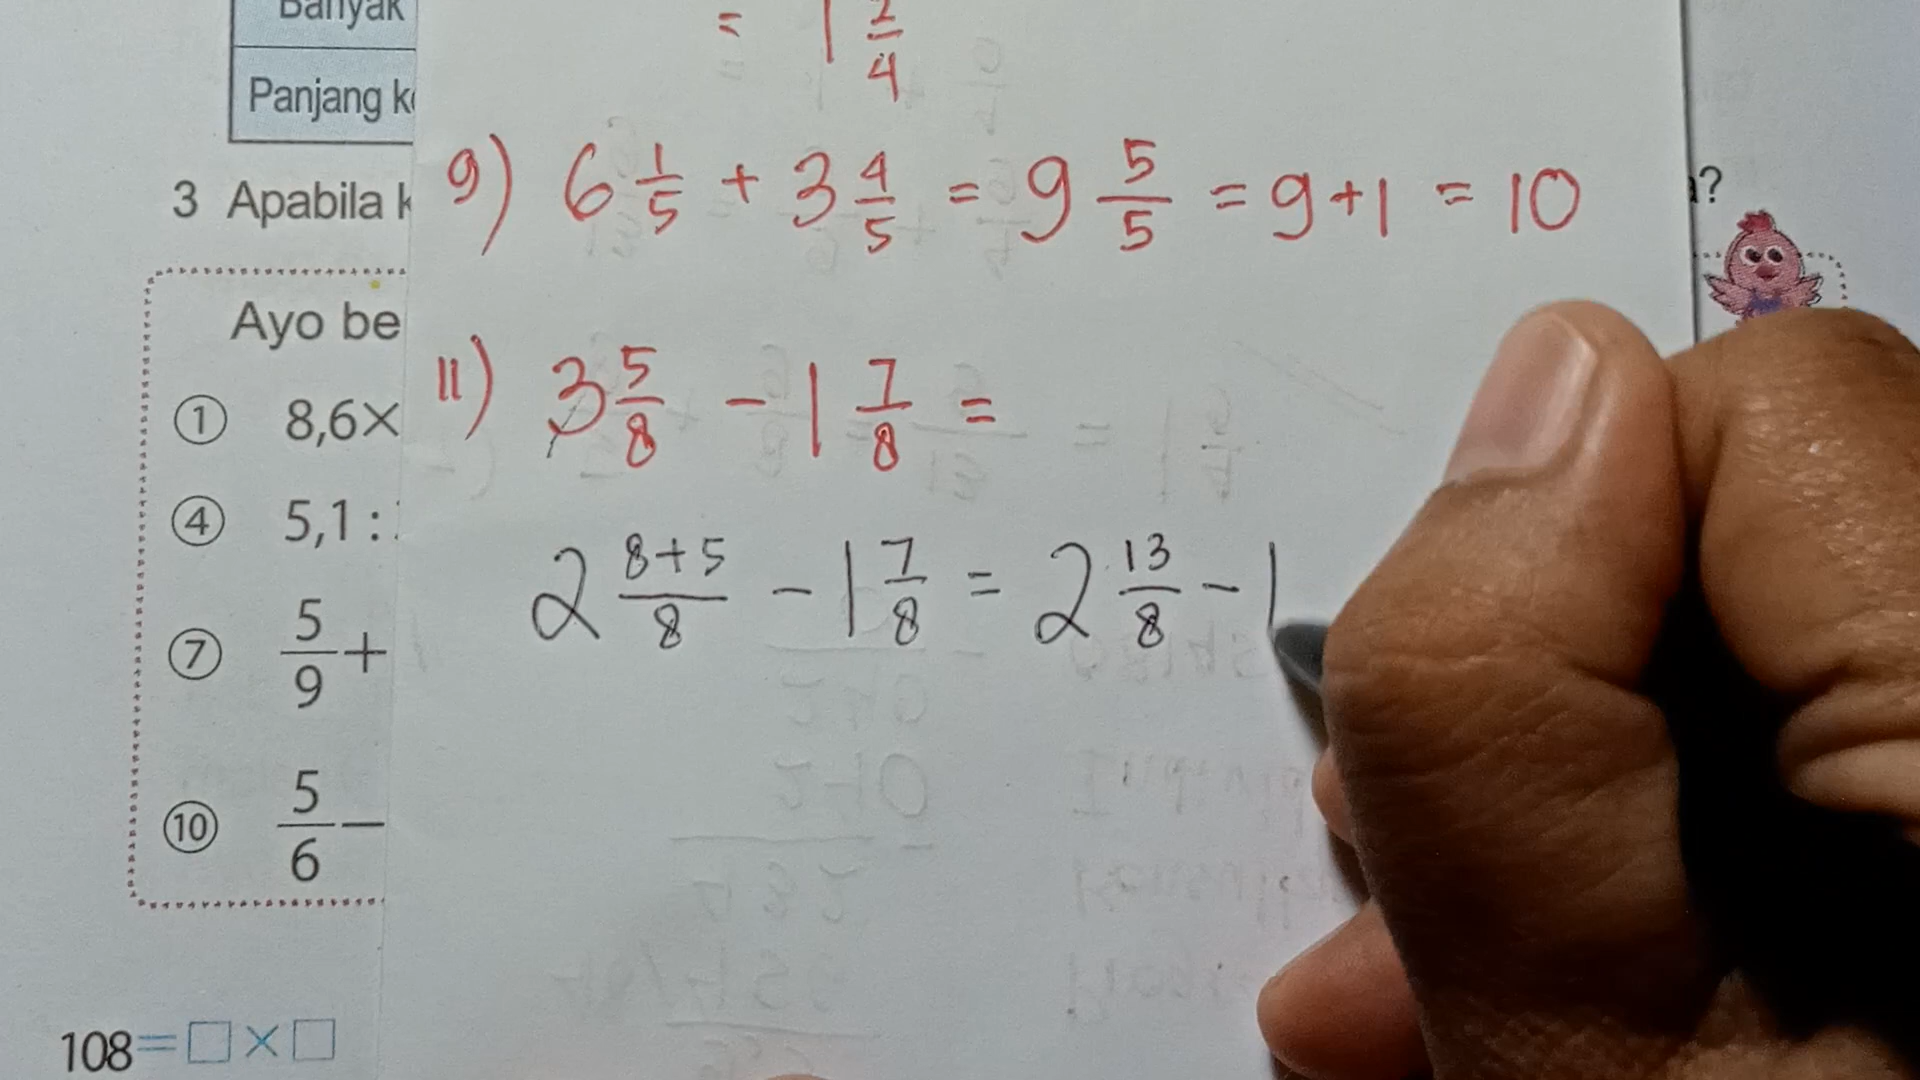 Banyak
Panjang k
= 1 2/4
9) 6 1/5 + 3 4/5 = 9 5/5 = 9 + 1 = 10
3 Apabila k
?
Ayo be
11) 3 5/8 - 1 7/8 =
① 8,6×
④ 5,1 :
2 8+5/8 - 1 7/8 = 2 13/8 - 1
⑦ 5/9 +
⑩ 5/6 −
108 = □ × □